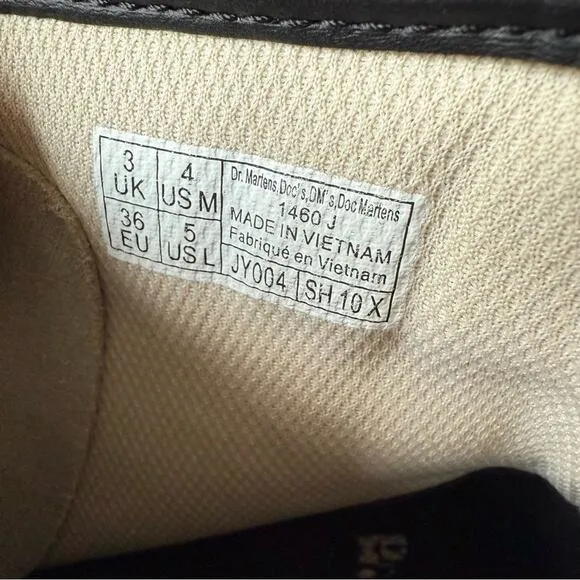 3 UK
4 US M
36 EU
5 US L
Dr. Martens, Doc's, DM's, Doc Martens
1460 J
MADE IN VIETNAM
Fabriqué en Vietnam
JY004
SH 10 X